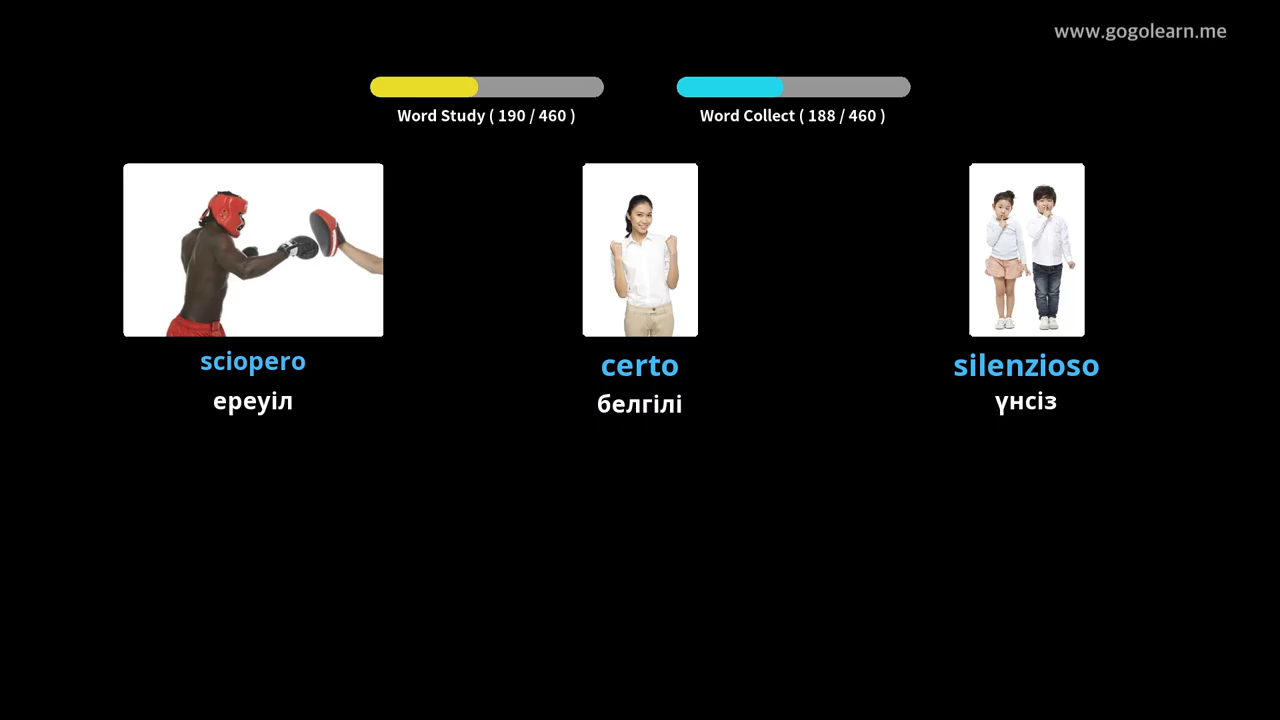 www.gogolearn.me
Word Study ( 190 / 460 )
Word Collect ( 188 / 460 )
sciopero
certo
silenzioso
ереуіл
белгілі
үнсіз